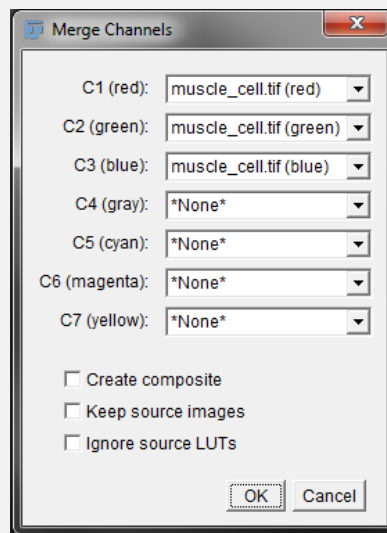 Merge Channels
C1 (red): muscle_cell.tif (red)
C2 (green): muscle_cell.tif (green)
C3 (blue): muscle_cell.tif (blue)
C4 (gray): *None*
C5 (cyan): *None*
C6 (magenta): *None*
C7 (yellow): *None*
Create composite
Keep source images
Ignore source LUTs
OK Cancel